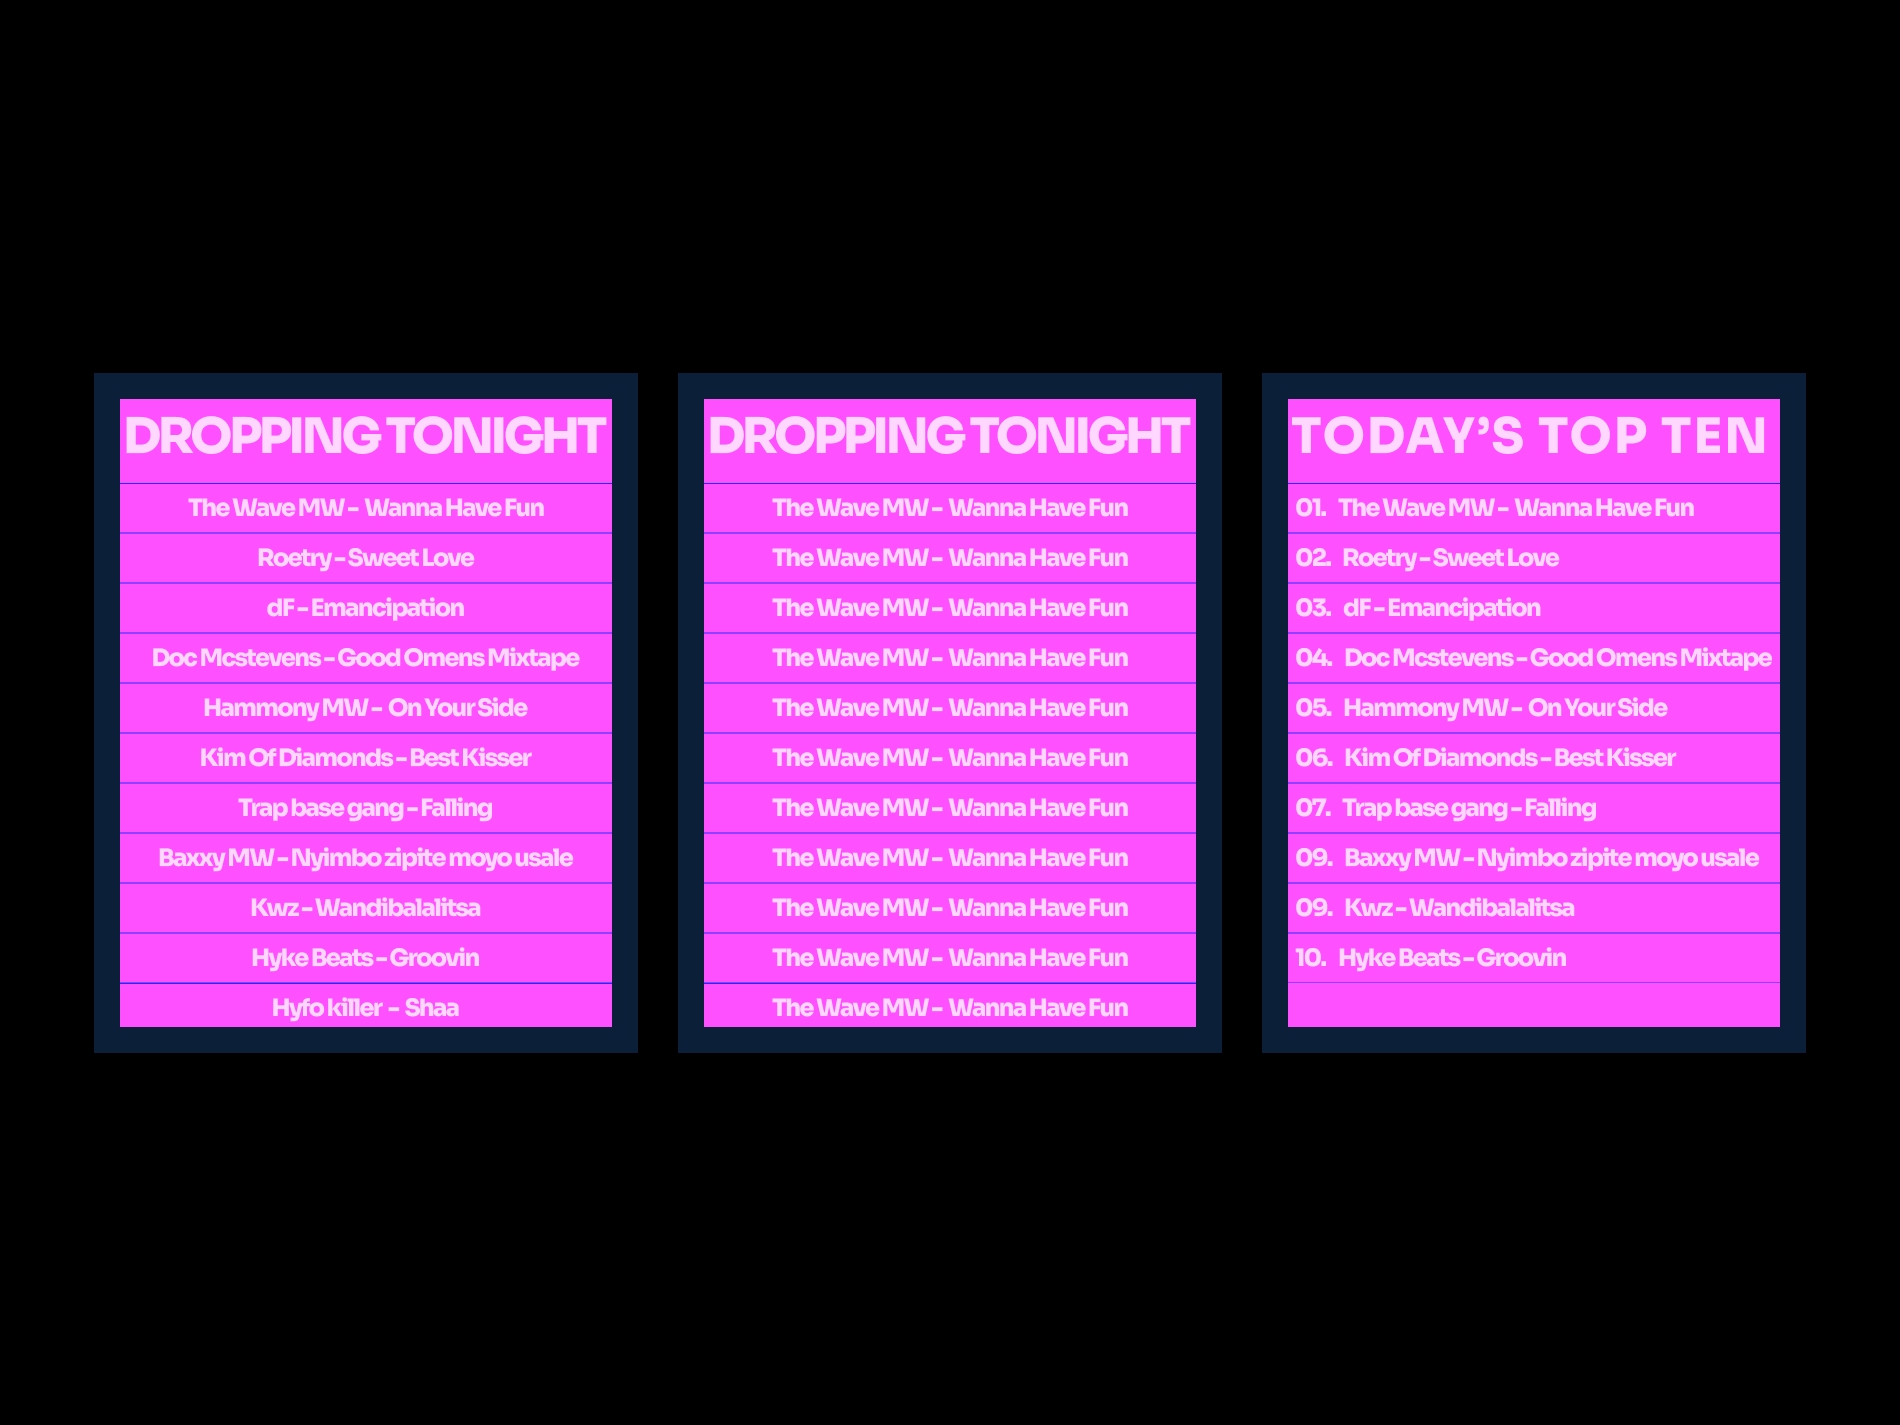 DROPPING TONIGHT
The Wave MW - Wanna Have Fun
Roetry - Sweet Love
dF - Emancipation
Doc Mcstevens - Good Omens Mixtape
Hammony MW - On Your Side
Kim Of Diamonds - Best Kisser
Trap base gang - Falling
Baxxy MW - Nyimbo zipite moyo usale
Kwz - Wandibalalitsa
Hyke Beats - Groovin
Hyfo killer - Shaa
DROPPING TONIGHT
The Wave MW - Wanna Have Fun
The Wave MW - Wanna Have Fun
The Wave MW - Wanna Have Fun
The Wave MW - Wanna Have Fun
The Wave MW - Wanna Have Fun
The Wave MW - Wanna Have Fun
The Wave MW - Wanna Have Fun
The Wave MW - Wanna Have Fun
The Wave MW - Wanna Have Fun
The Wave MW - Wanna Have Fun
The Wave MW - Wanna Have Fun
TODAY'S TOP TEN
01. The Wave MW - Wanna Have Fun
02. Roetry - Sweet Love
03. dF - Emancipation
04. Doc Mcstevens - Good Omens Mixtape
05. Hammony MW - On Your Side
06. Kim Of Diamonds - Best Kisser
07. Trap base gang - Falling
09. Baxxy MW - Nyimbo zipite moyo usale
09. Kwz - Wandibalalitsa
10. Hyke Beats - Groovin